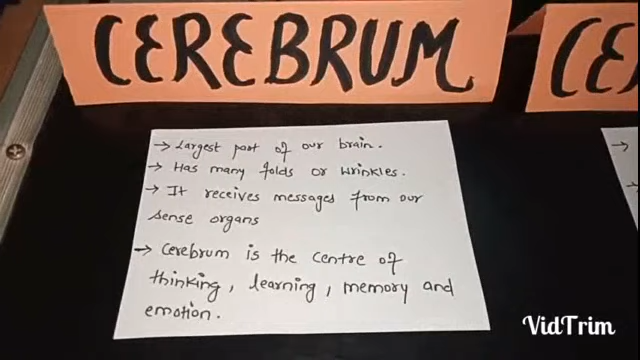 CEREBRUM
CE
→ Largest part of our brain.
→ Has many folds or wrinkles.
→ It receives messages from our
sense organs
→ Cerebrum is the centre of
thinking, learning, memory and
emotion.
→
VidTrim